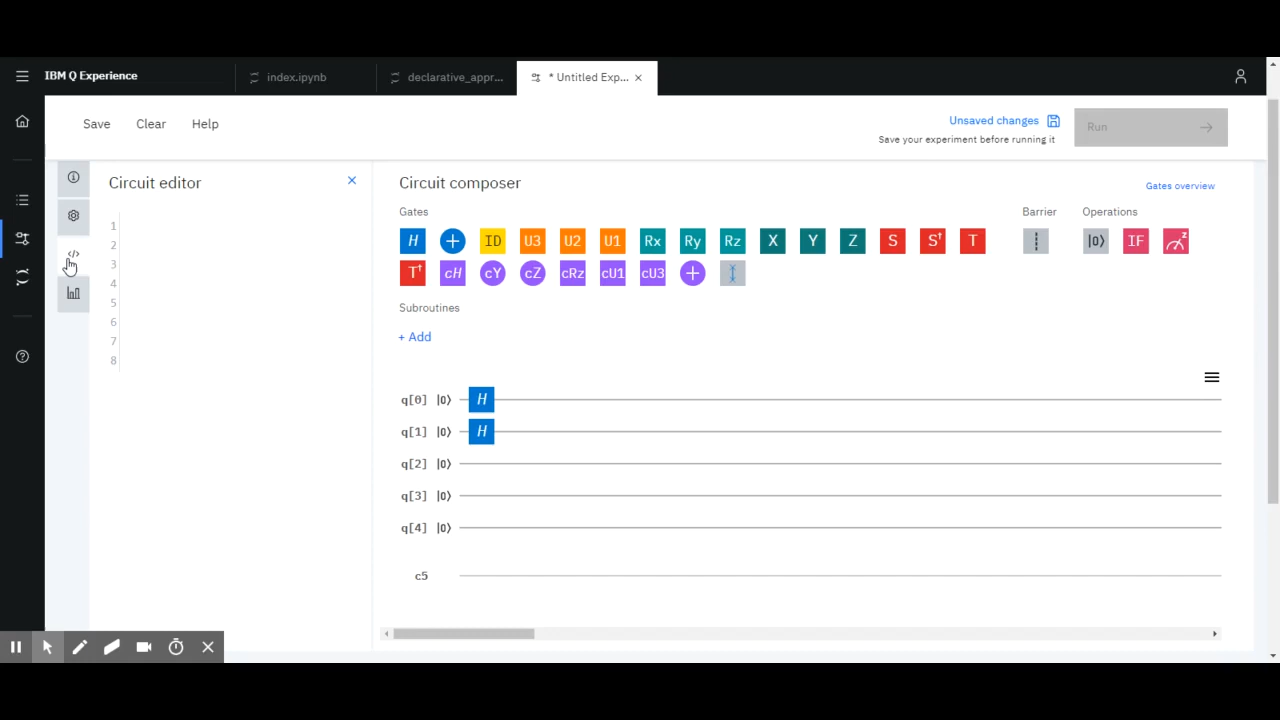 IBM Q Experience
index.ipynb
declarative_appr...
* Untitled Exp...
Save Clear Help
Unsaved changes
Save your experiment before running it
Run
Circuit editor
1
2
3
4
5
6
7
8
Circuit composer
Gates overview
Gates
Barrier
Operations
H + ID U3 U2 U1 Rx Ry Rz X Y Z S S† T
|0⟩ IF z
T† cH cY cZ cRz cU1 cU3 +
Subroutines
+ Add
q[0] |0⟩ H
q[1] |0⟩ H
q[2] |0⟩
q[3] |0⟩
q[4] |0⟩
c5